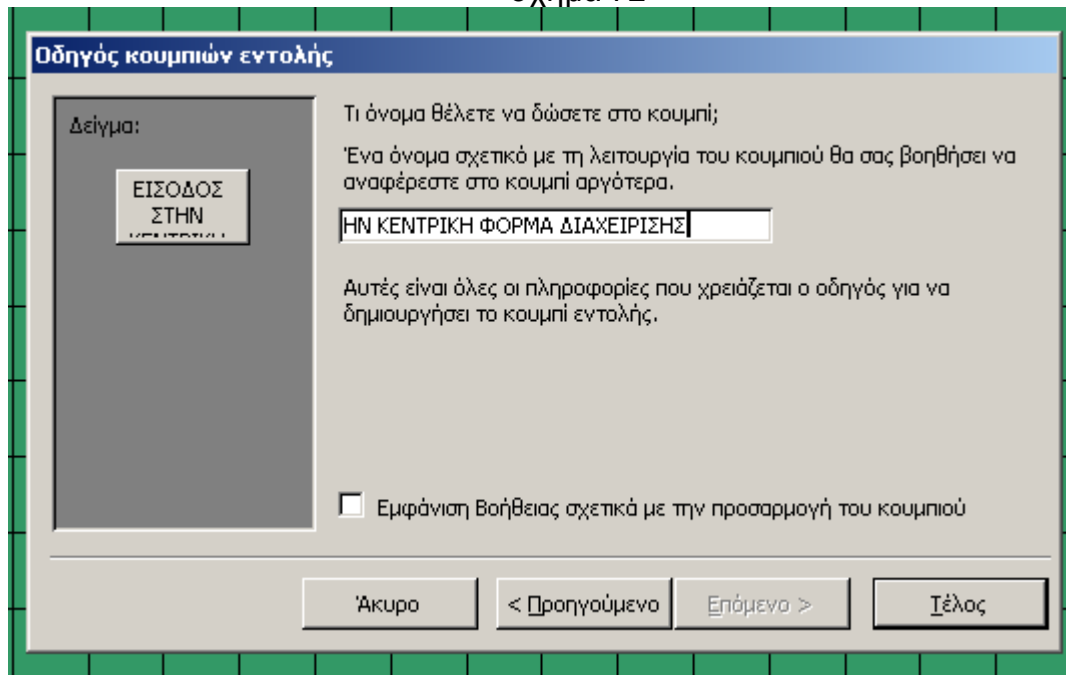 Οδηγός κουμπιών εντολής
Δείγμα:
ΕΙΣΟΔΟΣ
ΣΤΗΝ
Τι όνομα θέλετε να δώσετε στο κουμπί;
Ένα όνομα σχετικό με τη λειτουργία του κουμπιού θα σας βοηθήσει να
αναφέρεστε στο κουμπί αργότερα.
ΗΝ ΚΕΝΤΡΙΚΗ ΦΟΡΜΑ ΔΙΑΧΕΙΡΙΣΗΣ
Αυτές είναι όλες οι πληροφορίες που χρειάζεται ο οδηγός για να
δημιουργήσει το κουμπί εντολής.
Εμφάνιση Βοήθειας σχετικά με την προσαρμογή του κουμπιού
Άκυρο
< Προηγούμενο
Επόμενο >
Τέλος